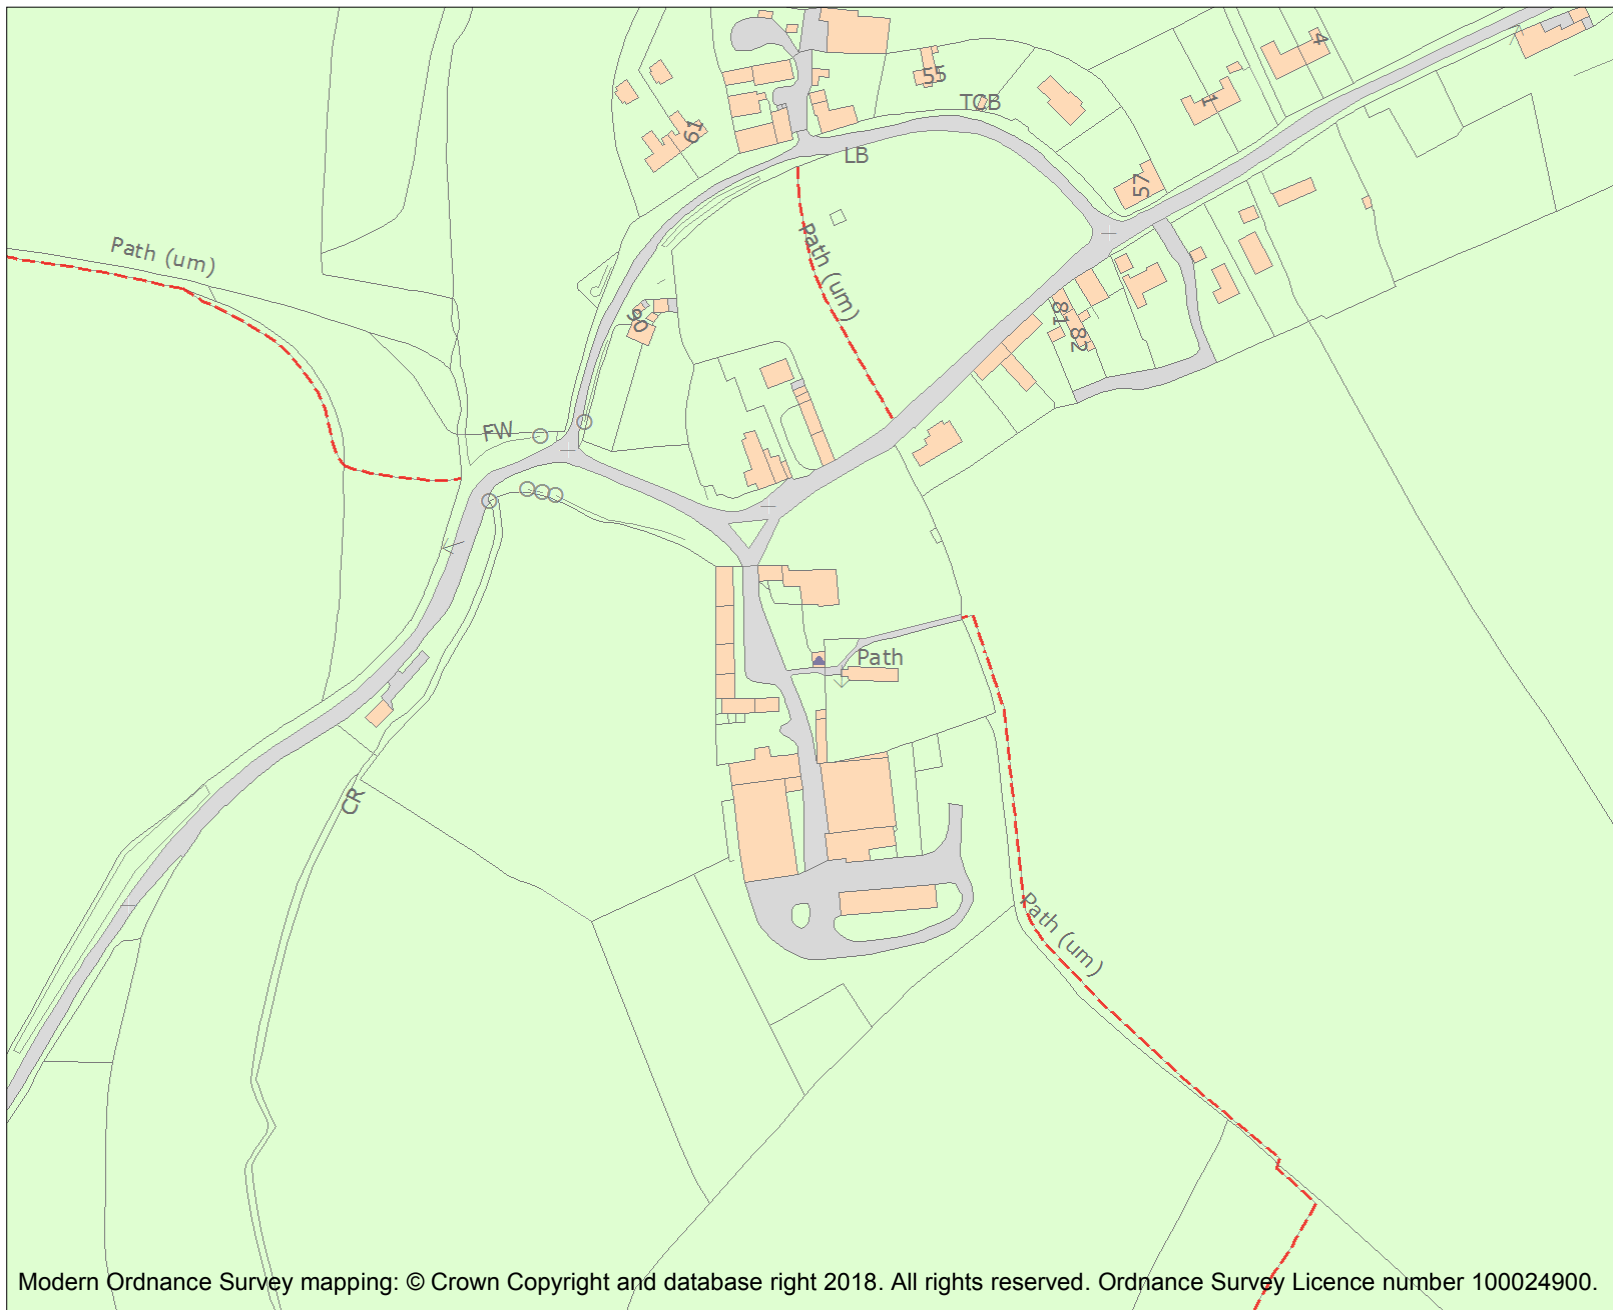 4
55
TCB
1
61
LB
57
Path (um)
Path (um)
90
81
82
FW
Path
CR
Path (um)
Modern Ordnance Survey mapping: © Crown Copyright and database right 2018. All rights reserved. Ordnance Survey Licence number 100024900.